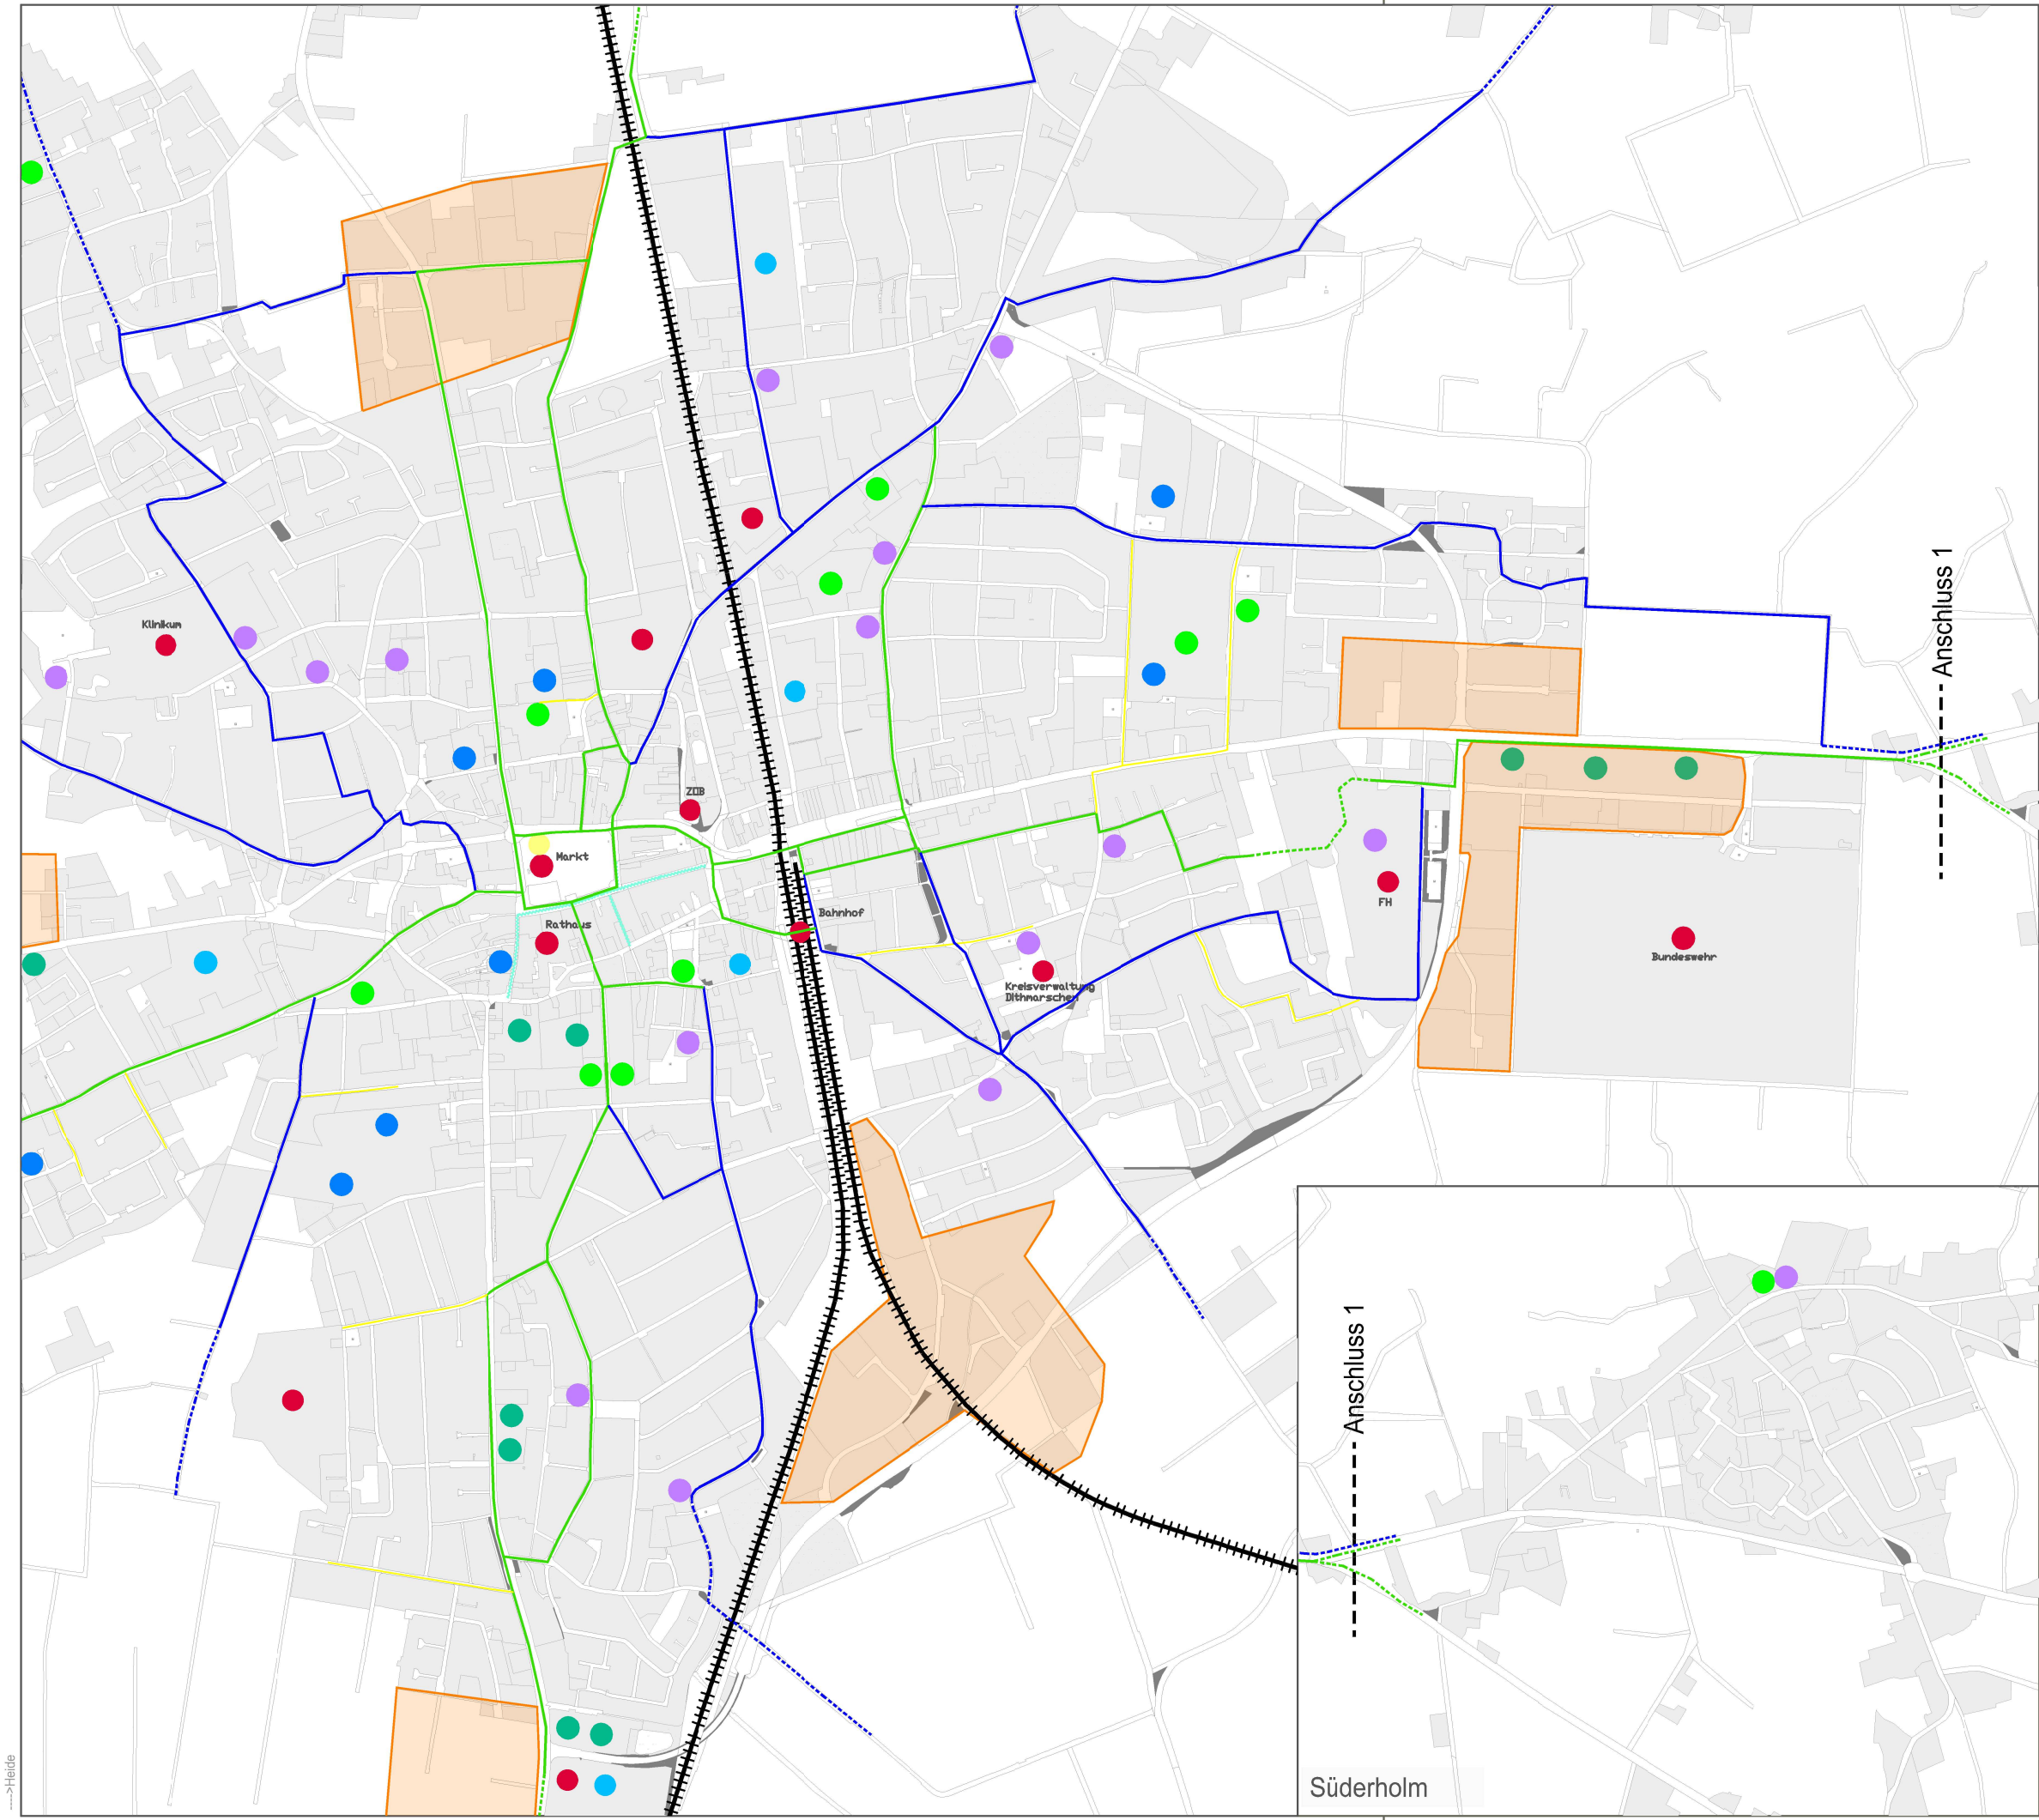 Anschluss 1
Klinikum
ZOB
Markt
Bahnhof
Rathaus
FH
Bundeswehr
Kreisverwaltung
Dithmarschen
Anschluss 1
Süderholm
---->Heide